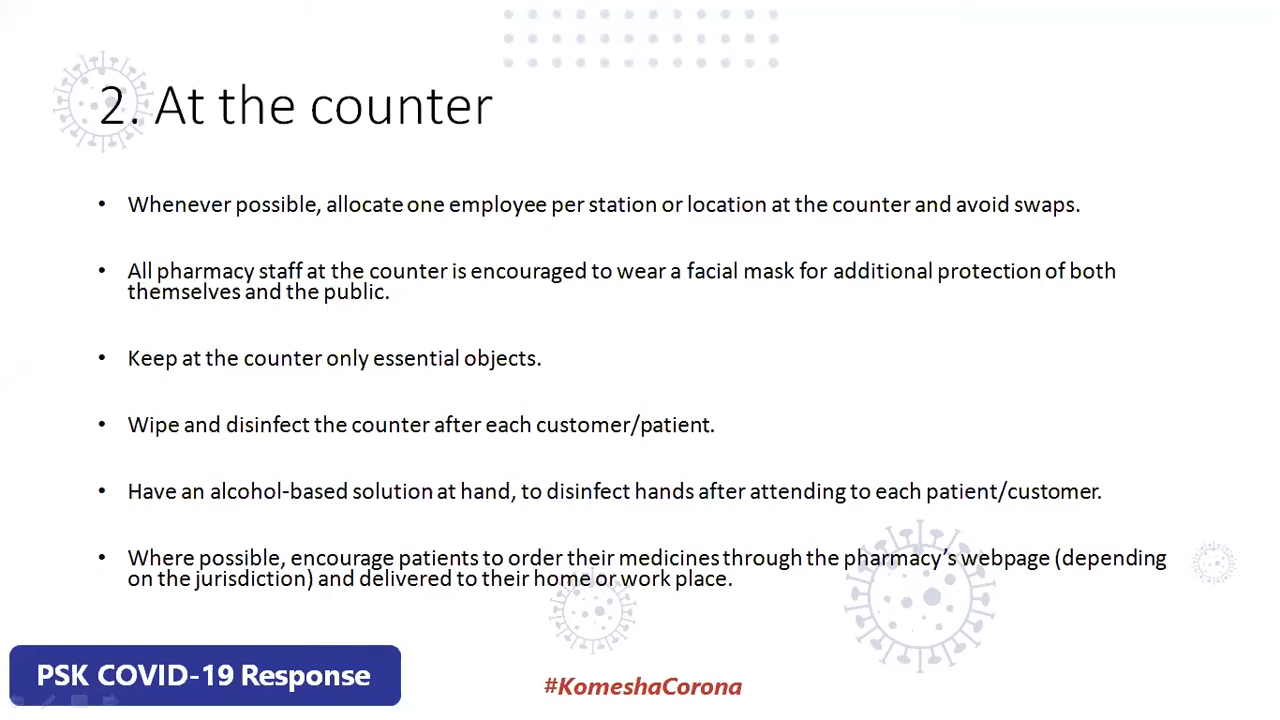 2. At the counter
• Whenever possible, allocate one employee per station or location at the counter and avoid swaps.
• All pharmacy staff at the counter is encouraged to wear a facial mask for additional protection of both
themselves and the public.
• Keep at the counter only essential objects.
• Wipe and disinfect the counter after each customer/patient.
• Have an alcohol-based solution at hand, to disinfect hands after attending to each patient/customer.
• Where possible, encourage patients to order their medicines through the pharmacy’s webpage (depending
on the jurisdiction) and delivered to their home or work place.
PSK COVID-19 Response
#KomeshaCorona